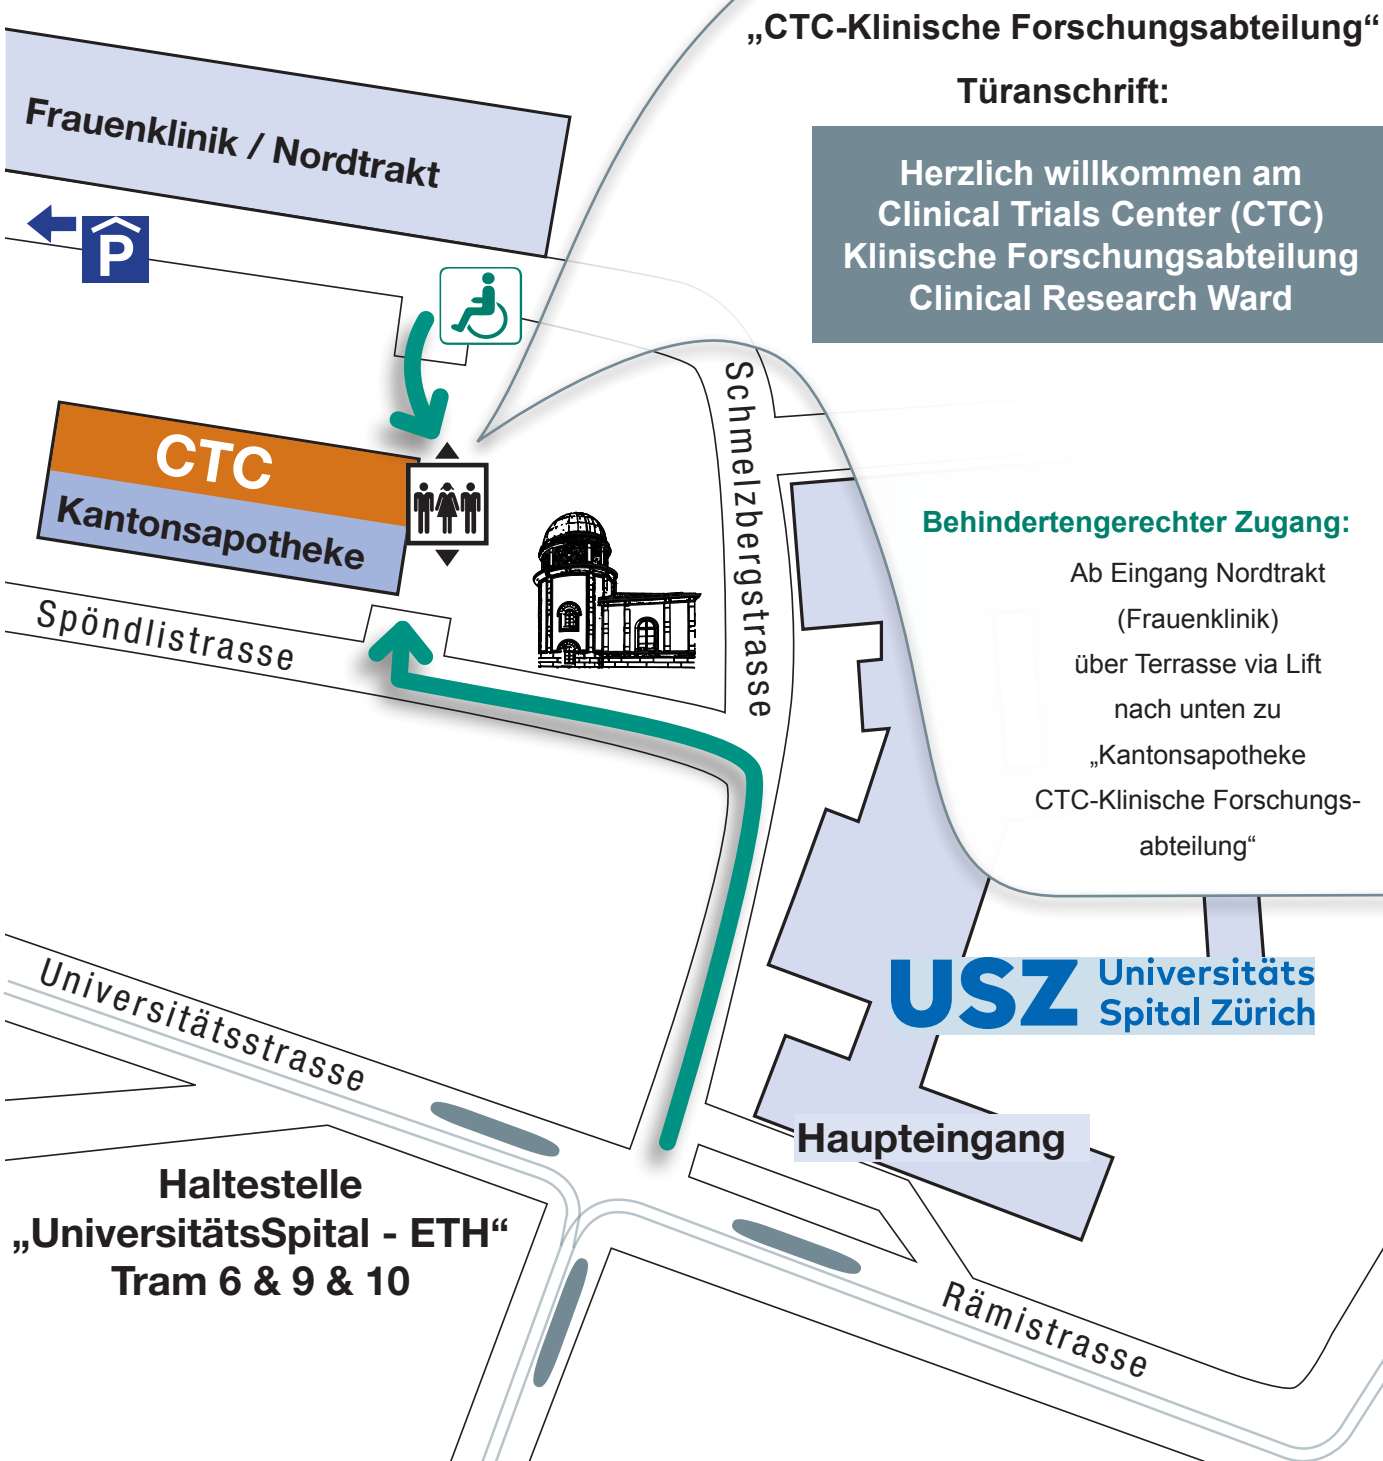 „CTC-Klinische Forschungsabteilung“
Türanschrift:
Herzlich willkommen am
Clinical Trials Center (CTC)
Klinische Forschungsabteilung
Clinical Research Ward
Frauenklinik / Nordtrakt
P
CTC
Kantonsapotheke
Spöndlistrasse
Schmelzbergstrasse
Behindertengerechter Zugang:
Ab Eingang Nordtrakt
(Frauenklinik)
über Terrasse via Lift
nach unten zu
„Kantonsapotheke
CTC-Klinische Forschungs-
abteilung“
USZ Universitäts
Spital Zürich
Universitätsstrasse
Haupteingang
Haltestelle
„UniversitätsSpital - ETH“
Tram 6 & 9 & 10
Rämistrasse